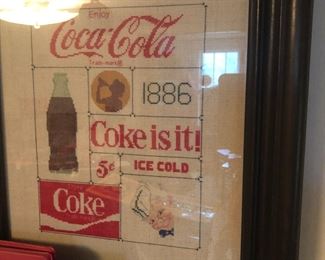 Enjoy
Coca-Cola
Trade-mark®
1886
Coke is it!
5¢
ICE COLD
Coke